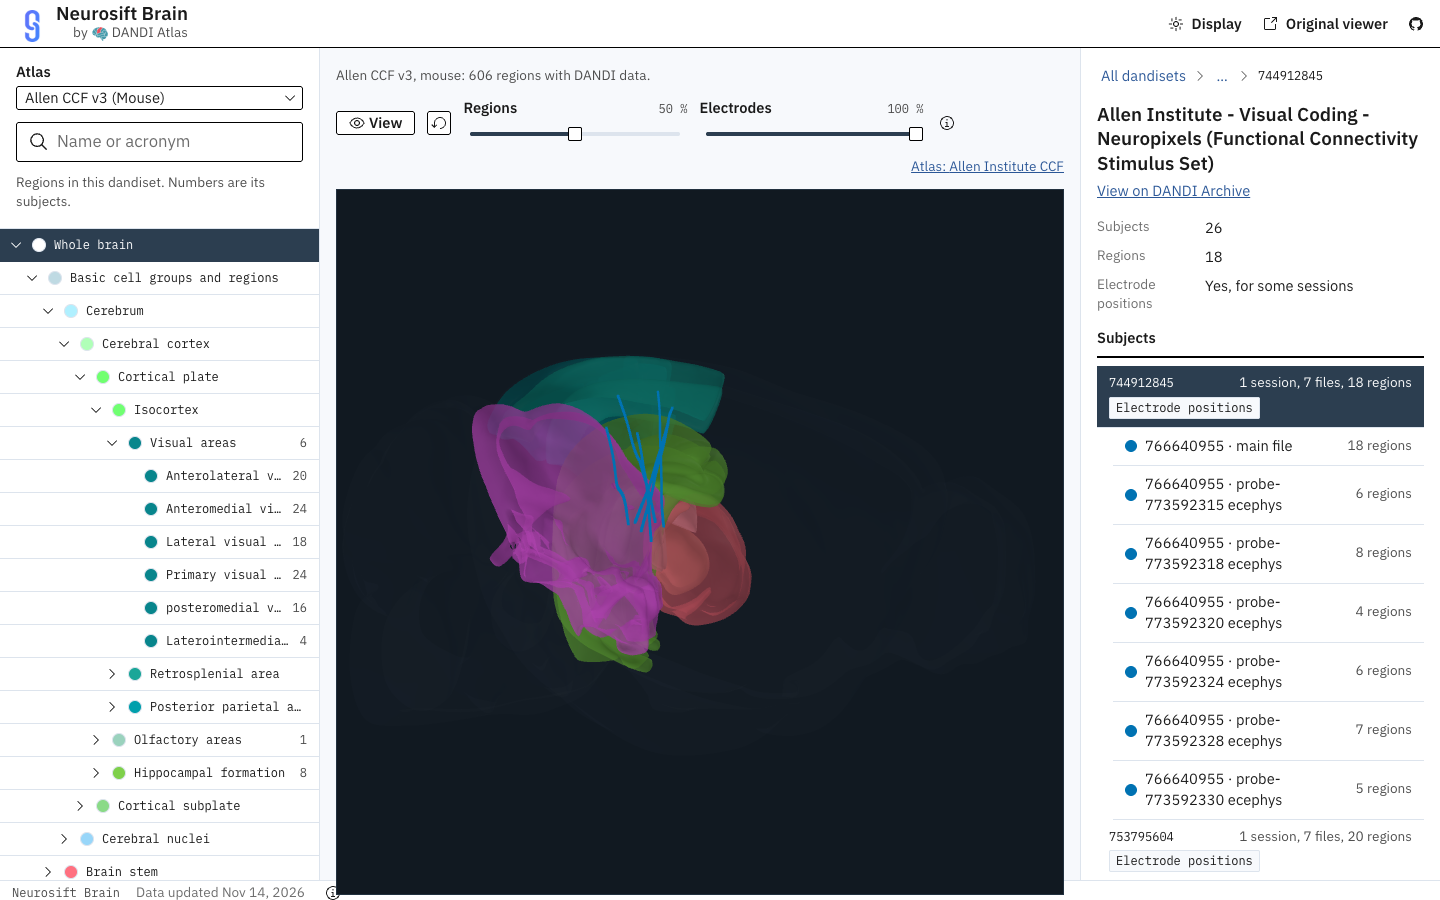 Neurosift Brain
by DANDI Atlas
Display
Original viewer
Atlas
Allen CCF v3 (Mouse)
Name or acronym
Regions in this dandiset. Numbers are its
subjects.
Whole brain
Basic cell groups and regions
Cerebrum
Cerebral cortex
Cortical plate
Isocortex
Visual areas 6
Anterolateral v… 20
Anteromedial vi… 24
Lateral visual … 18
Primary visual … 24
posteromedial v… 16
Laterointermedia… 4
Retrosplenial area
Posterior parietal a…
Olfactory areas 1
Hippocampal formation 8
Cortical subplate
Cerebral nuclei
Brain stem
Allen CCF v3, mouse: 606 regions with DANDI data.
View
Regions 50 %
Electrodes 100 %
Atlas: Allen Institute CCF
All dandisets … 744912845
Allen Institute - Visual Coding -
Neuropixels (Functional Connectivity
Stimulus Set)
View on DANDI Archive
Subjects 26
Regions 18
Electrode
positions
Yes, for some sessions
Subjects
744912845 1 session, 7 files, 18 regions
Electrode positions
766640955 · main file 18 regions
766640955 · probe-
773592315 ecephys
6 regions
766640955 · probe-
773592318 ecephys
8 regions
766640955 · probe-
773592320 ecephys
4 regions
766640955 · probe-
773592324 ecephys
6 regions
766640955 · probe-
773592328 ecephys
7 regions
766640955 · probe-
773592330 ecephys
5 regions
753795604 1 session, 7 files, 20 regions
Electrode positions
Neurosift Brain Data updated Nov 14, 2026